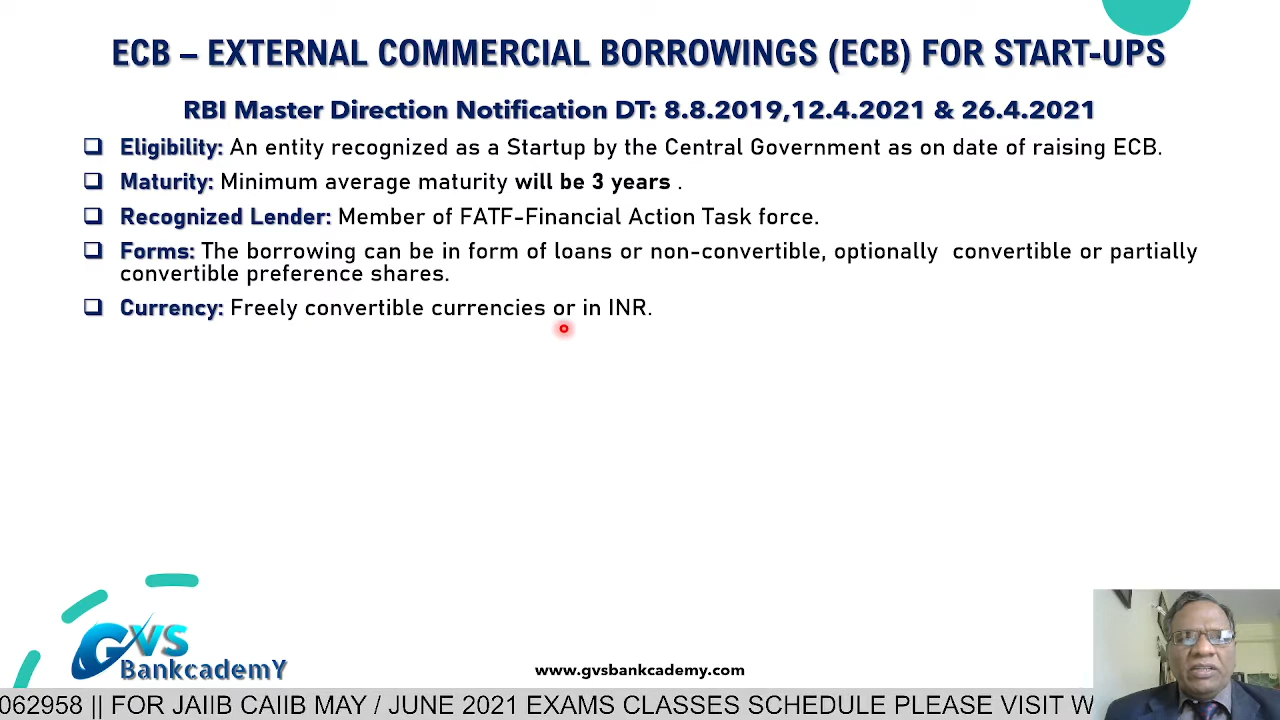 ECB – EXTERNAL COMMERCIAL BORROWINGS (ECB) FOR START-UPS
RBI Master Direction Notification DT: 8.8.2019,12.4.2021 & 26.4.2021
Eligibility: An entity recognized as a Startup by the Central Government as on date of raising ECB.
Maturity: Minimum average maturity will be 3 years .
Recognized Lender: Member of FATF-Financial Action Task force.
Forms: The borrowing can be in form of loans or non-convertible, optionally convertible or partially
convertible preference shares.
Currency: Freely convertible currencies or in INR.
GVS
BankcademY
www.gvsbankcademy.com
062958 || FOR JAIIB CAIIB MAY / JUNE 2021 EXAMS CLASSES SCHEDULE PLEASE VISIT W